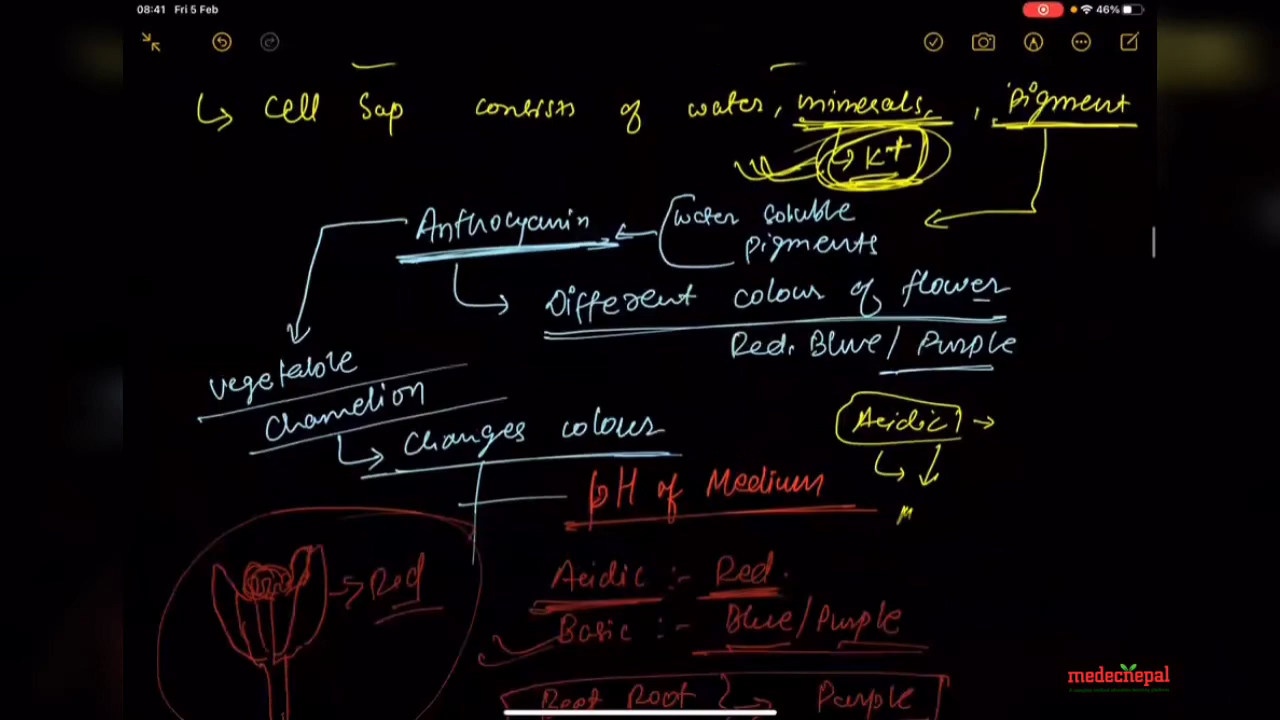 08:41 Fri 5 Feb
46%
↳ Cell Sap consists of water, minerals, , pigment
↳ K+
Anthocyanin ← water soluble
pigments
↳ Different colour of flower
Red. Blue/ Purple
vegetable
chamelion
↳ changes colour
Acidic →
pH of Medium
→ Red
Acidic :- Red.
Basic :- Blue/Purple
Root → Purple
medecnepal